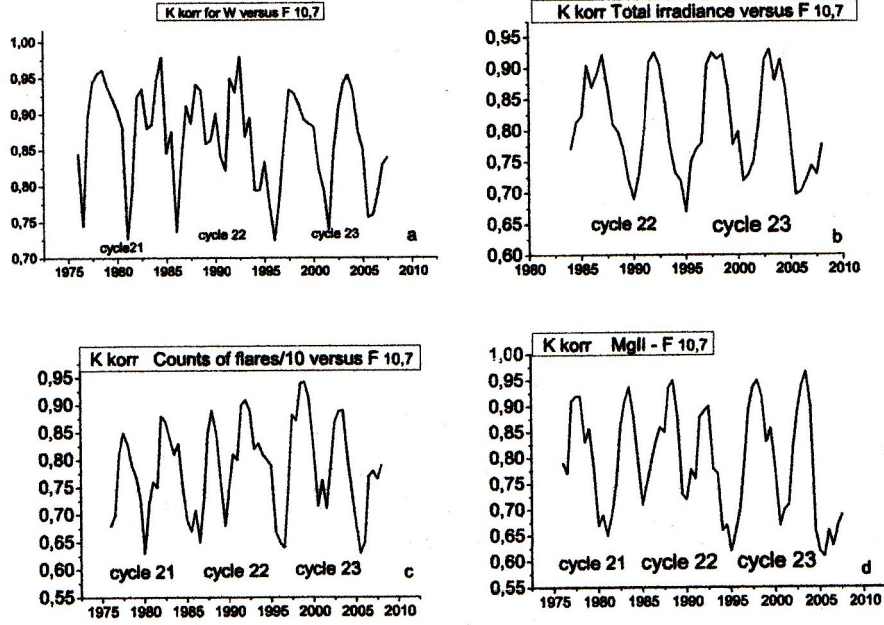 K korr for W versus F 10,7
1,00
0,95
0,90
0,85
0,80
0,75
0,70
1975 1980 1985 1990 1995 2000 2005 2010
cycle21 cycle 22 cycle 23 a
K korr Total irradiance versus F 10,7
0,95
0,90
0,85
0,80
0,75
0,70
0,65
0,60
1980 1985 1990 1995 2000 2005 2010
cycle 22 cycle 23 b
K korr Counts of flares/10 versus F 10,7
0,95
0,90
0,85
0,80
0,75
0,70
0,65
0,60
0,55
1975 1980 1985 1990 1995 2000 2005 2010
cycle 21 cycle 22 cycle 23 c
K korr MgII - F 10,7
1,00
0,95
0,90
0,85
0,80
0,75
0,70
0,65
0,60
0,55
1975 1980 1985 1990 1995 2000 2005 2010
cycle 21 cycle 22 cycle 23 d